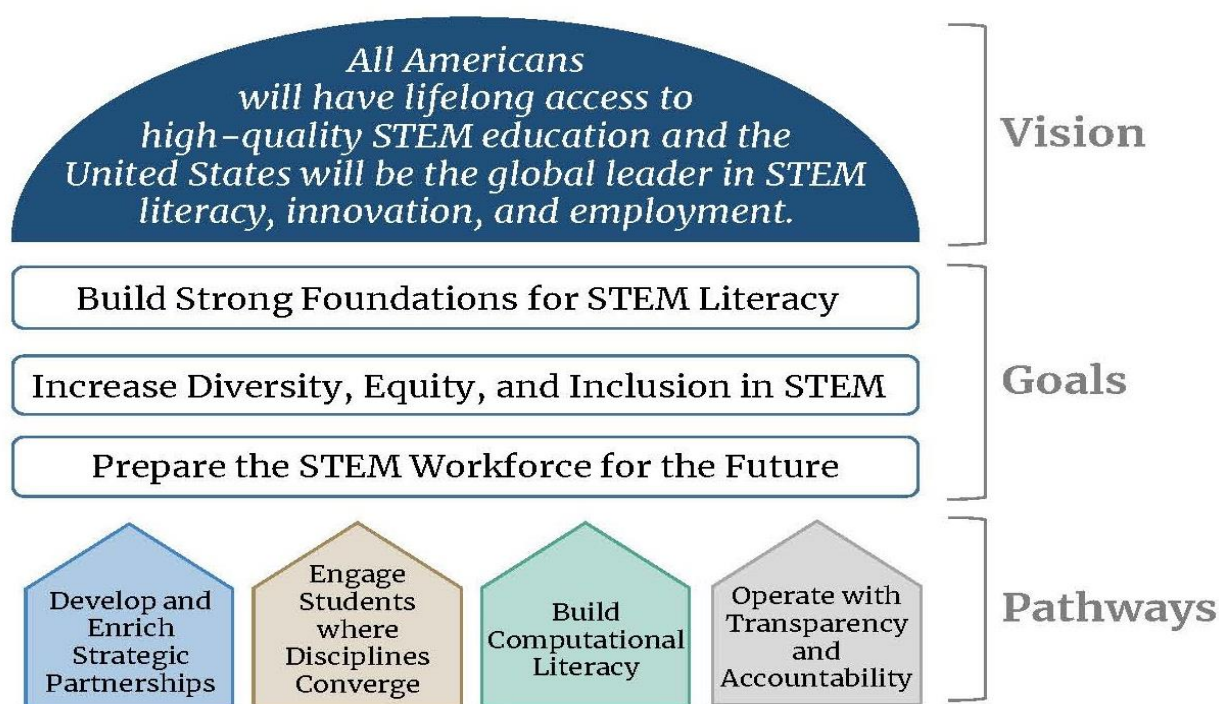 All Americans
will have lifelong access to
high-quality STEM education and the
United States will be the global leader in STEM
literacy, innovation, and employment.
Vision
Build Strong Foundations for STEM Literacy
Increase Diversity, Equity, and Inclusion in STEM
Prepare the STEM Workforce for the Future
Goals
Develop and
Enrich
Strategic
Partnerships
Engage
Students
where
Disciplines
Converge
Build
Computational
Literacy
Operate with
Transparency
and
Accountability
Pathways